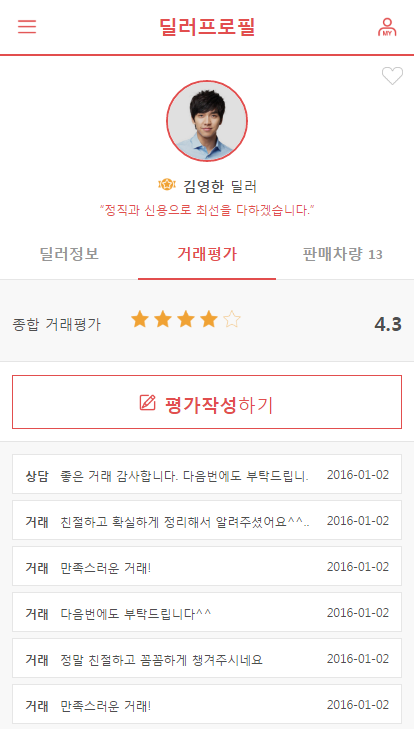 딜러프로필
MY
김영한 딜러
“정직과 신용으로 최선을 다하겠습니다.”
딜러정보 거래평가 판매차량 13
종합 거래평가 4.3
평가작성하기
상담 좋은 거래 감사합니다. 다음번에도 부탁드립니. 2016-01-02
거래 친절하고 확실하게 정리해서 알려주셨어요^^.. 2016-01-02
거래 만족스러운 거래! 2016-01-02
거래 다음번에도 부탁드립니다^^ 2016-01-02
거래 정말 친절하고 꼼꼼하게 챙겨주시네요 2016-01-02
거래 만족스러운 거래! 2016-01-02